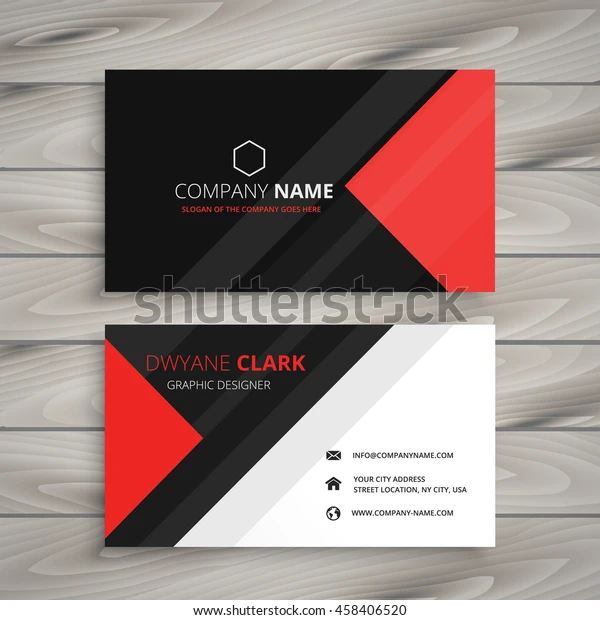 COMPANY NAME
SLOGAN OF THE COMPANY GOES HERE
shutterstock
DWYANE CLARK
GRAPHIC DESIGNER
INFO@COMPANYNAME.COM
YOUR CITY ADDRESS
STREET LOCATION, NY CITY, USA
WWW.COMPANY-NAME.COM
shutterstock.com · 458406520